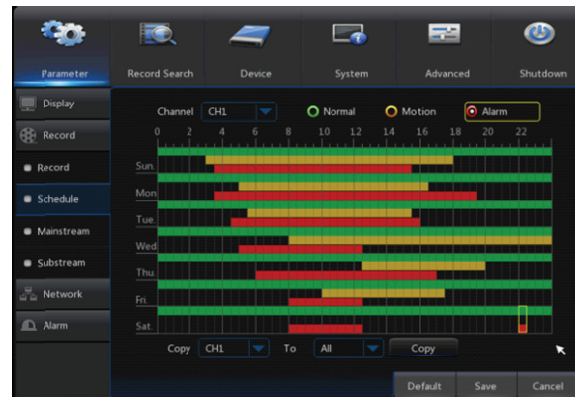 Parameter Record Search Device System Advanced Shutdown
Display
Record
Record
Schedule
Mainstream
Substream
Network
Alarm
Channel CH1 Normal Motion Alarm
0 2 4 6 8 10 12 14 16 18 20 22
Sun.
Mon
Tue.
Wed
Thu.
Fri.
Sat.
Copy CH1 To All Copy
Default Save Cancel